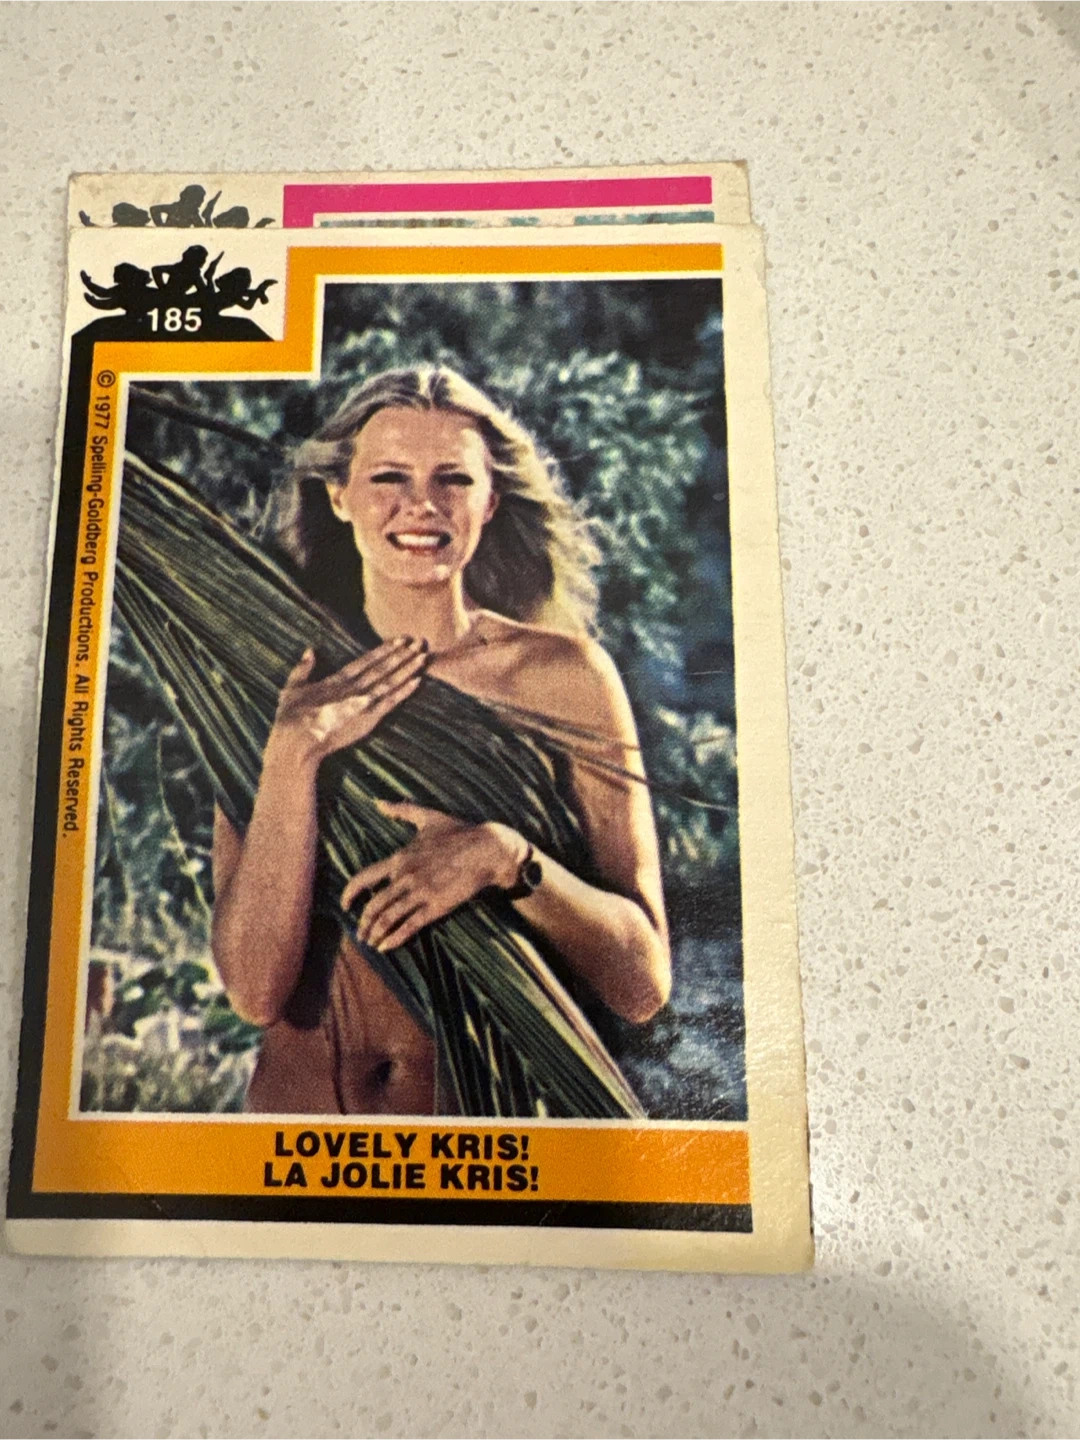 185
© 1977 Spelling-Goldberg Productions. All Rights Reserved.
LOVELY KRIS!
LA JOLIE KRIS!